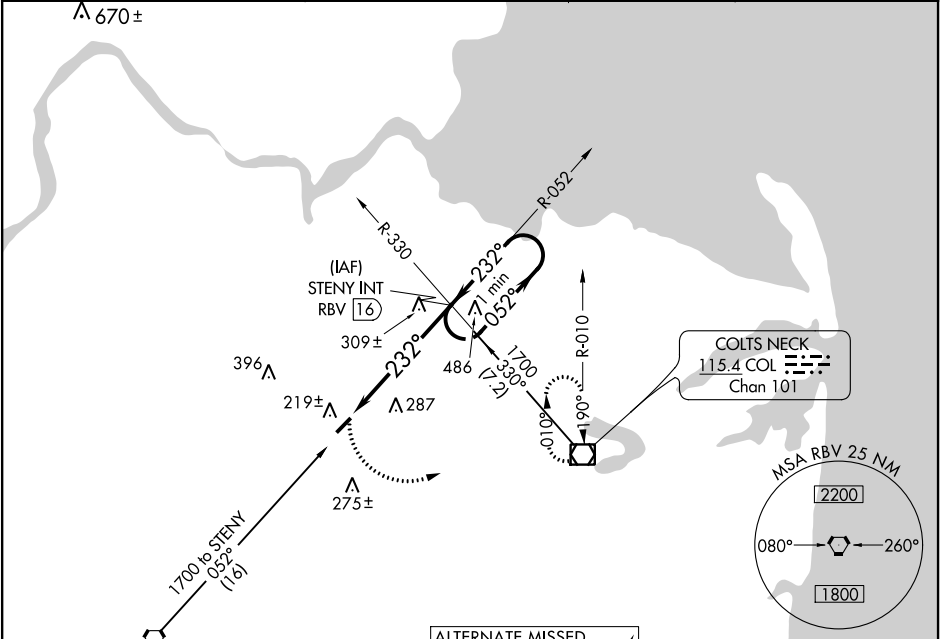 670±
R-052
R-330
232°
1 min
052°
(IAF)
STENY INT
RBV 16
309±
R-010
486
1700
330°
(7.2)
COLTS NECK
115.4 COL
Chan 101
232°
396
219±
287
010°
190°
275±
MSA RBV 25 NM
2200
080°
260°
1800
1700 to STENY
052°
(16)
ALTERNATE MISSED